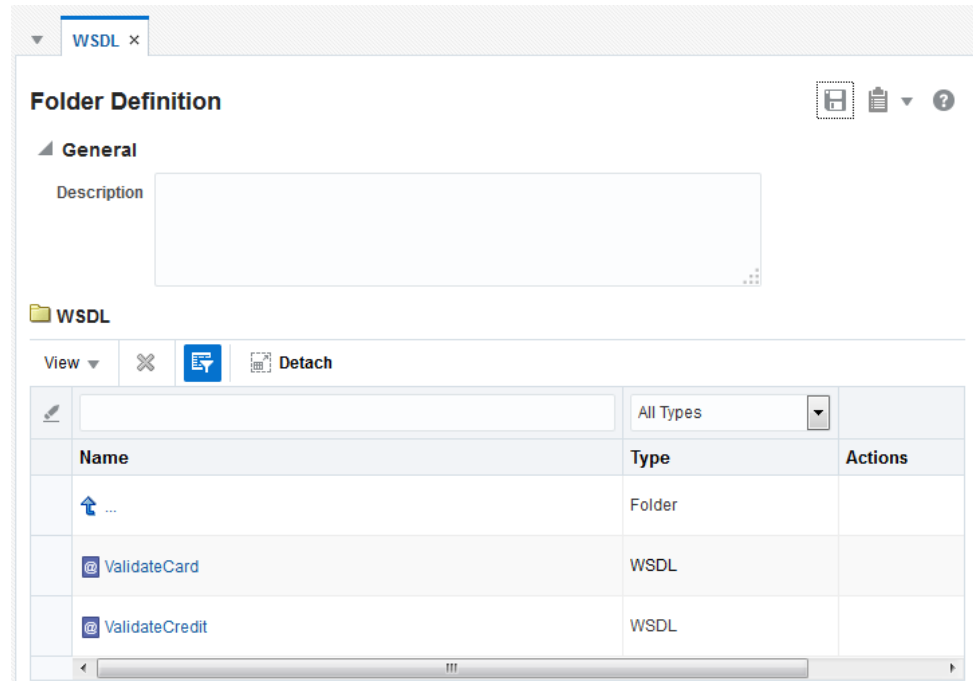 WSDL ×
Folder Definition
General
Description
WSDL
View
Detach
All Types
Name Type Actions
... Folder
@ ValidateCard WSDL
@ ValidateCredit WSDL